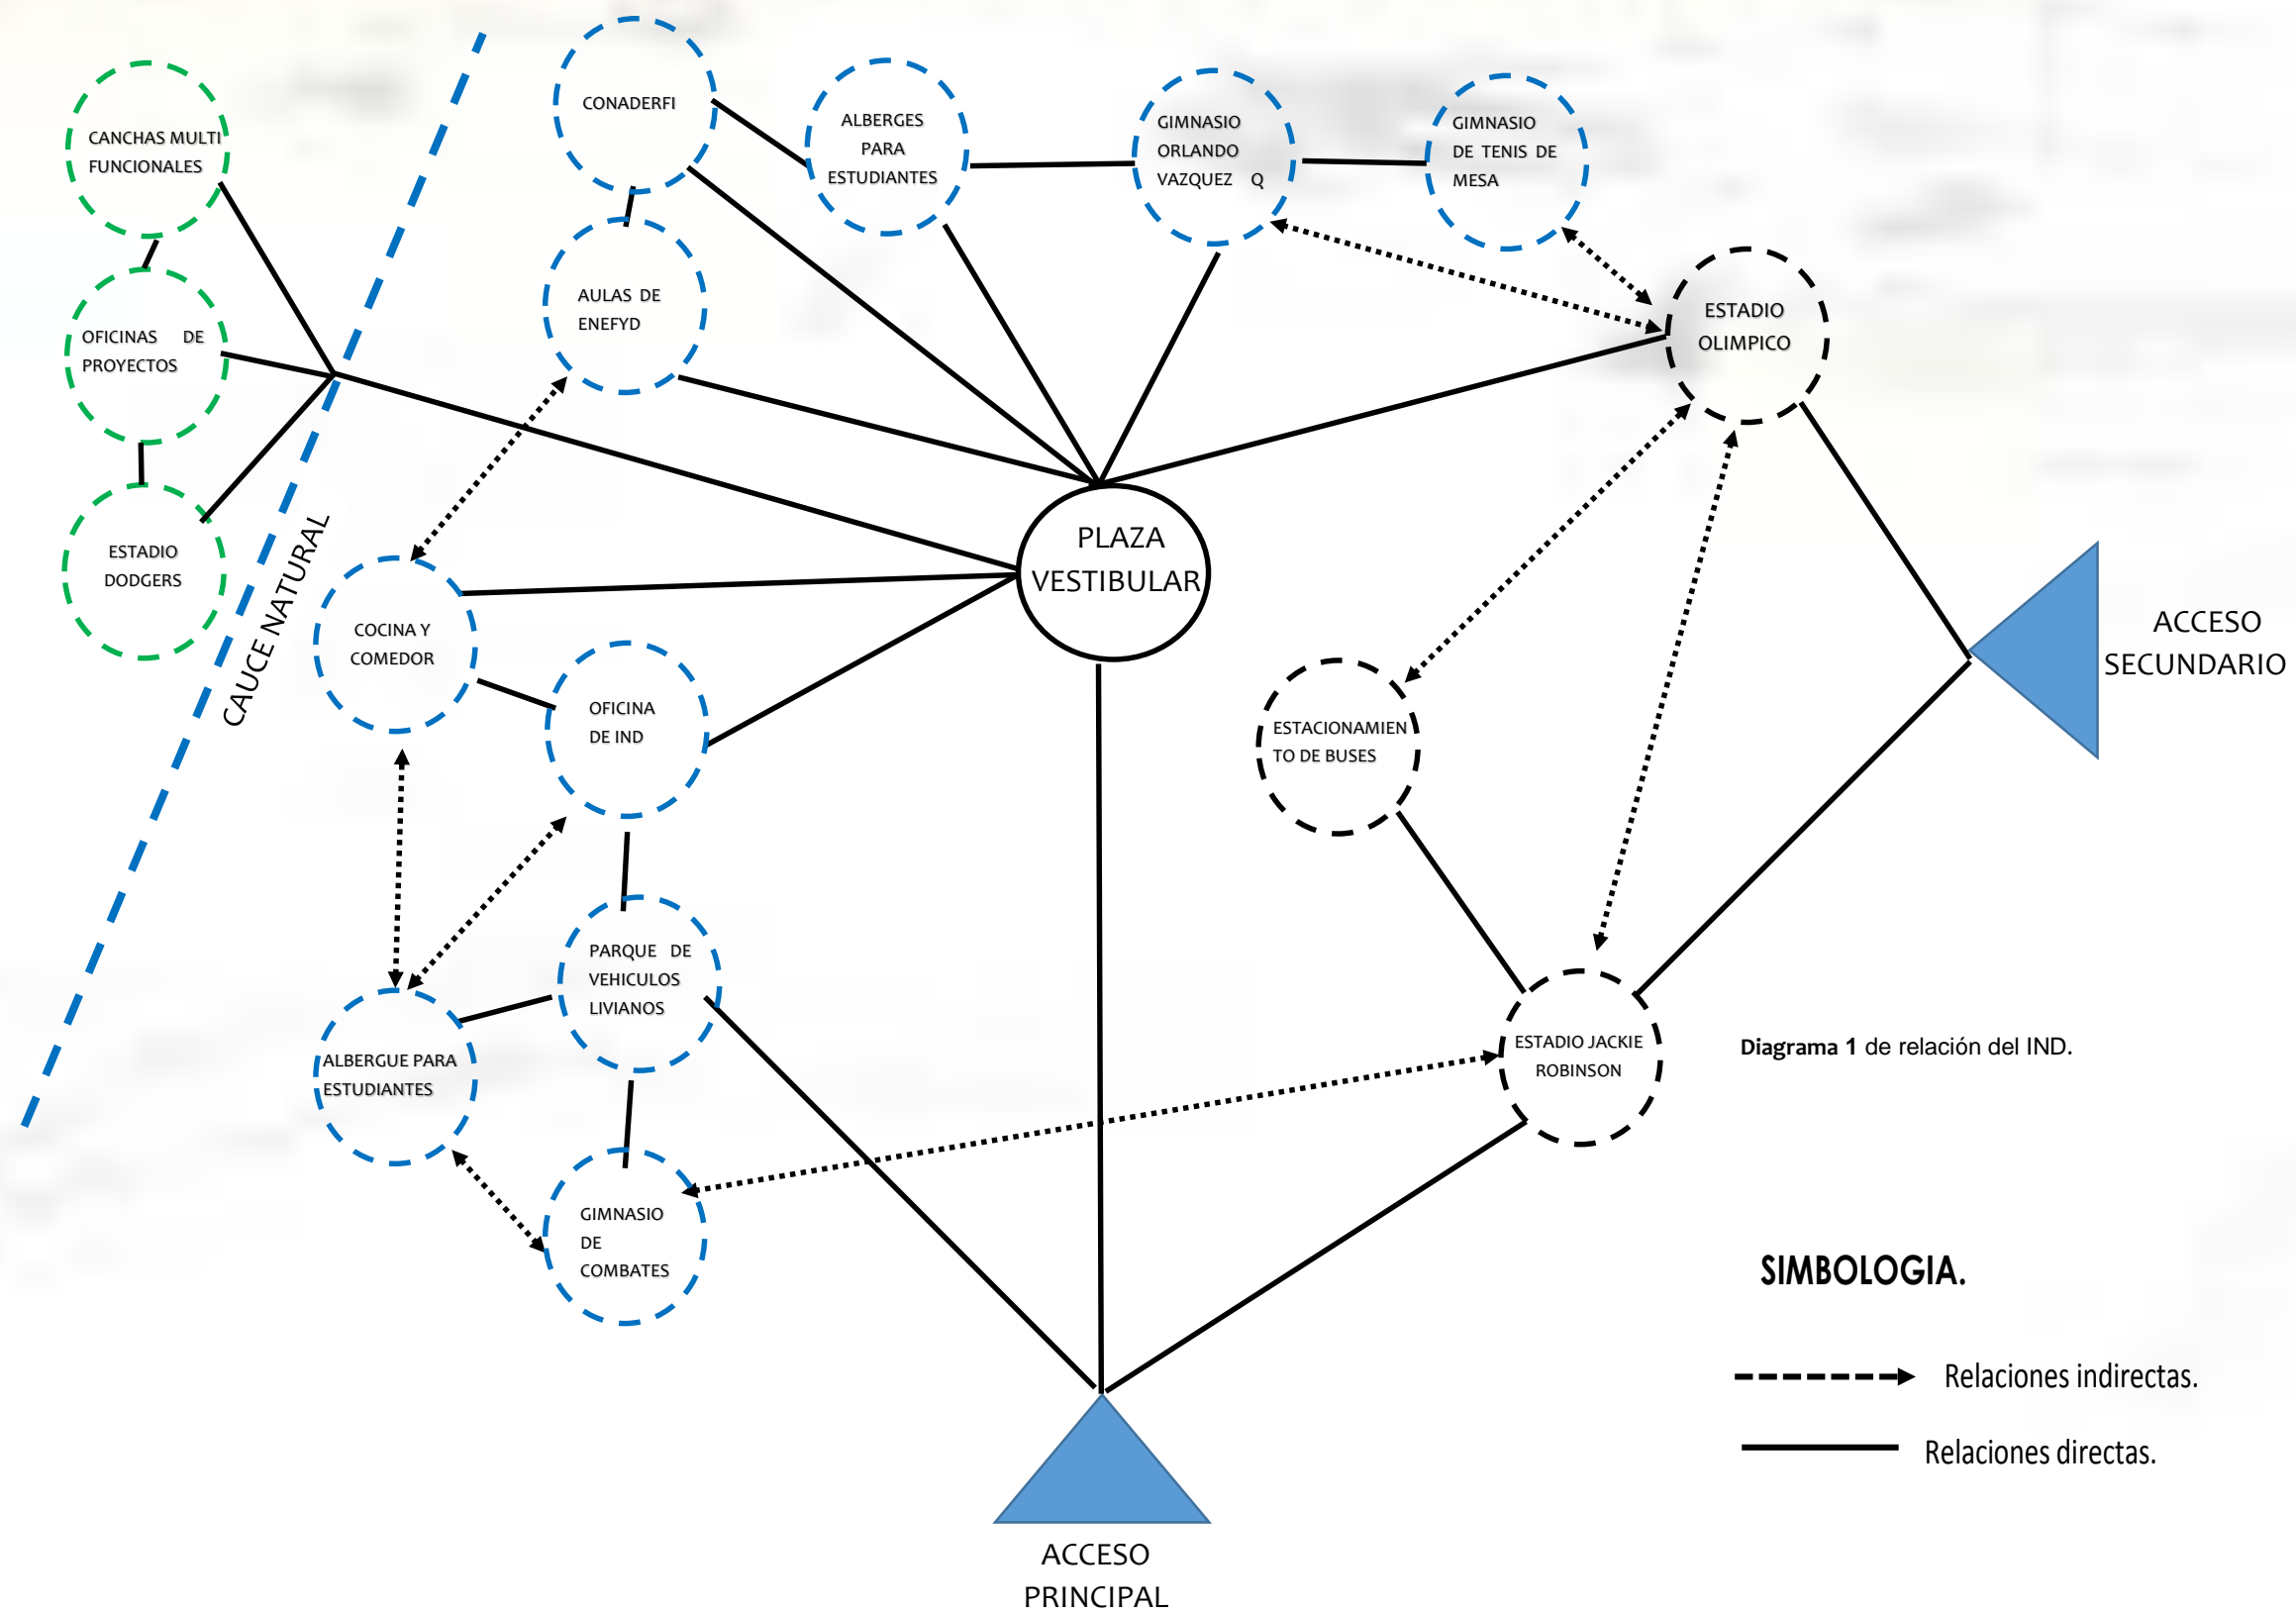 CONADERFI
ALBERGES
PARA
ESTUDIANTES
GIMNASIO
ORLANDO
VAZQUEZ Q
GIMNASIO
DE TENIS DE
MESA
CANCHAS MULTI
FUNCIONALES
AULAS DE
ENEFYD
ESTADIO
OLIMPICO
OFICINAS DE
PROYECTOS
ESTADIO
DODGERS
CAUCE NATURAL
PLAZA
VESTIBULAR
COCINA Y
COMEDOR
OFICINA
DE IND
ESTACIONAMIEN
TO DE BUSES
ACCESO
SECUNDARIO
PARQUE DE
VEHICULOS
LIVIANOS
ALBERGUE PARA
ESTUDIANTES
ESTADIO JACKIE
ROBINSON
Diagrama 1 de relación del IND.
GIMNASIO
DE
COMBATES
SIMBOLOGIA.
Relaciones indirectas.
Relaciones directas.
ACCESO
PRINCIPAL